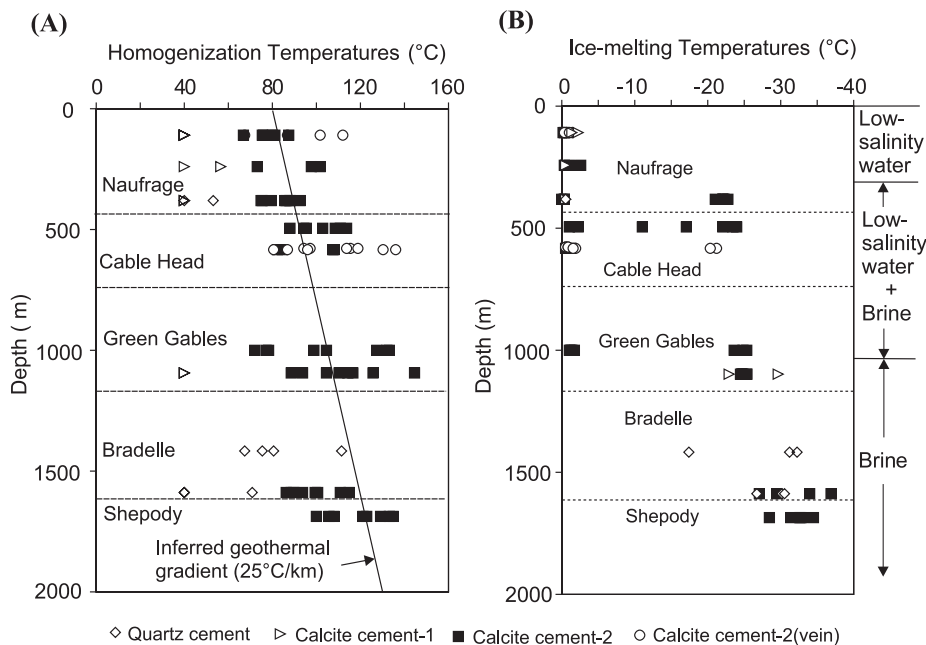 (A)
Homogenization Temperatures (°C)
0 40 80 120 160
0
500
1000
1500
2000
Depth ( m)
Naufrage
Cable Head
Green Gables
Bradelle
Shepody
Inferred geothermal
gradient (25°C/km)
(B)
Ice-melting Temperatures (°C)
0 -10 -20 -30 -40
0
500
1000
1500
2000
Depth (m)
Naufrage
Cable Head
Green Gables
Bradelle
Shepody
Low-
salinity
water
Low-
salinity
water
+
Brine
Brine
Quartz cement Calcite cement-1 Calcite cement-2 Calcite cement-2(vein)